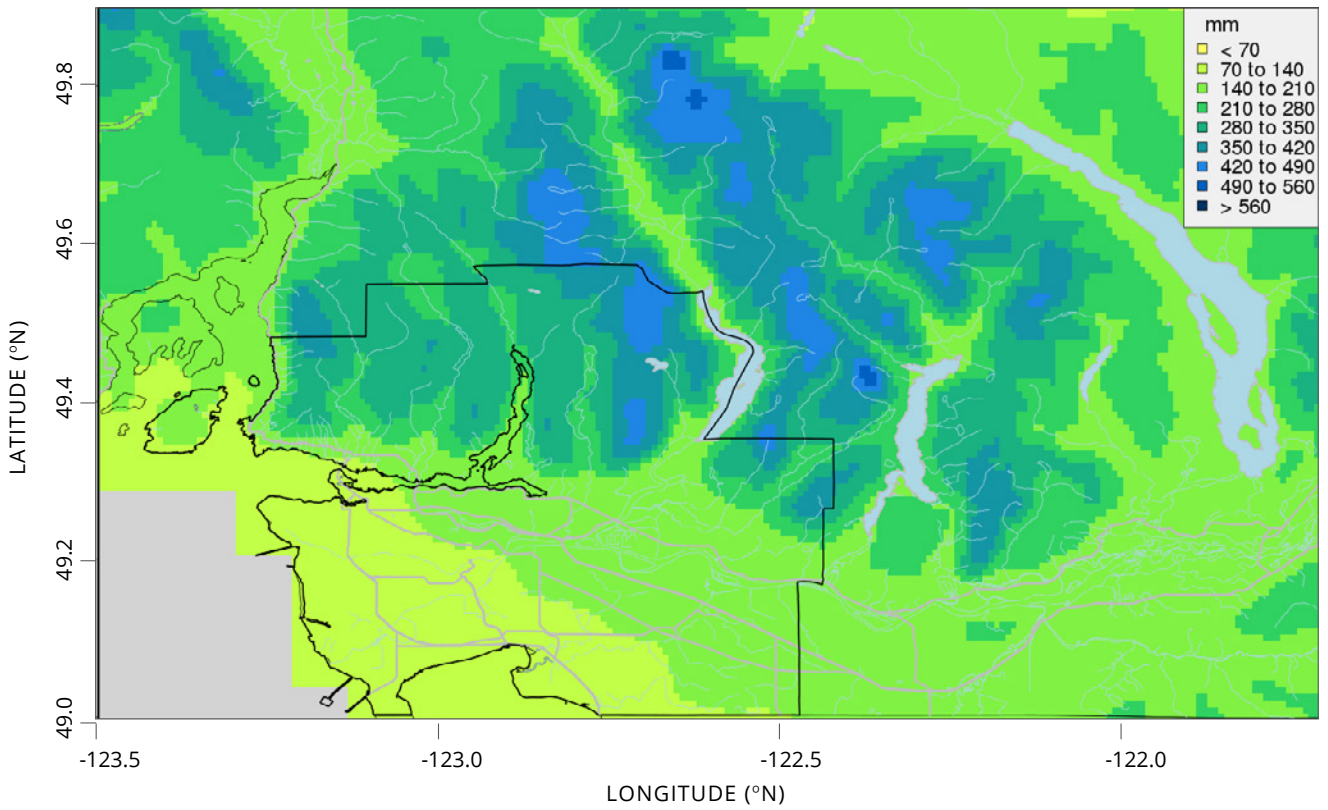 mm
< 70
70 to 140
140 to 210
210 to 280
280 to 350
350 to 420
420 to 490
490 to 560
> 560
LATITUDE (ºN)
49.8
49.6
49.4
49.2
49.0
-123.5
-123.0
-122.5
-122.0
LONGITUDE (ºN)